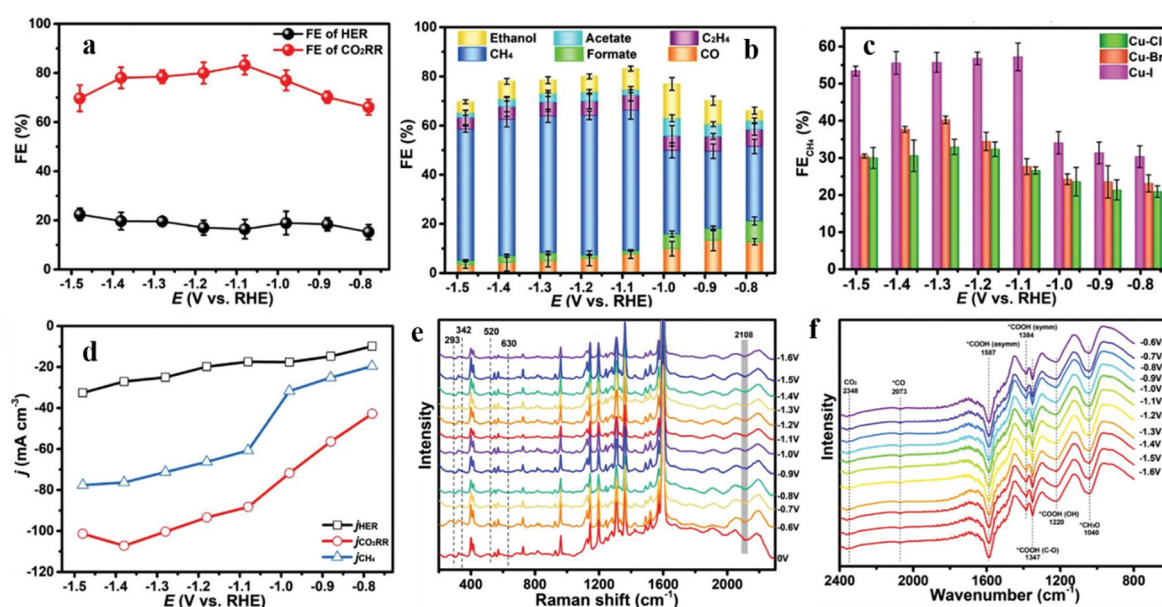 a
FE of HER
FE of CO₂RR
FE (%)
100
80
60
40
20
0
-1.5 -1.4 -1.3 -1.2 -1.1 -1.0 -0.9 -0.8
E (V vs. RHE)
b
Ethanol Acetate C₂H₄
CH₄ Formate CO
FE (%)
100
80
60
40
20
0
-1.5 -1.4 -1.3 -1.2 -1.1 -1.0 -0.9 -0.8
E (V vs. RHE)
c
Cu-Cl
Cu-Br
Cu-I
FE_CH₄ (%)
60
50
40
30
20
10
0
-1.5 -1.4 -1.3 -1.2 -1.1 -1.0 -0.9 -0.8
E (V vs. RHE)
d
j (mA cm⁻³)
0
-20
-40
-60
-80
-100
-120
jHER
jCO₂RR
jCH₄
-1.5 -1.4 -1.3 -1.2 -1.1 -1.0 -0.9 -0.8
E (V vs. RHE)
e
293 342 520 630 2108
-1.6V
-1.5V
-1.4V
-1.3V
-1.2V
-1.1V
-1.0V
-0.9V
-0.8V
-0.7V
-0.6V
0V
Intensity
200 600 1200 1600 2000
Raman shift (cm⁻¹)
f
*COOH (symm)
1384
*COOH (asymm)
1587
CO₂
2348
*CO
2073
-0.6V
-0.7V
-0.8V
-0.9V
-1.0V
-1.1V
-1.2V
-1.3V
-1.4V
-1.5V
-1.6V
*COOH (OH)
1220
*CH₃O
1040
*COOH (C-O)
1347
Intensity
2400 2000 1600 1200 800
Wavenumber (cm⁻¹)